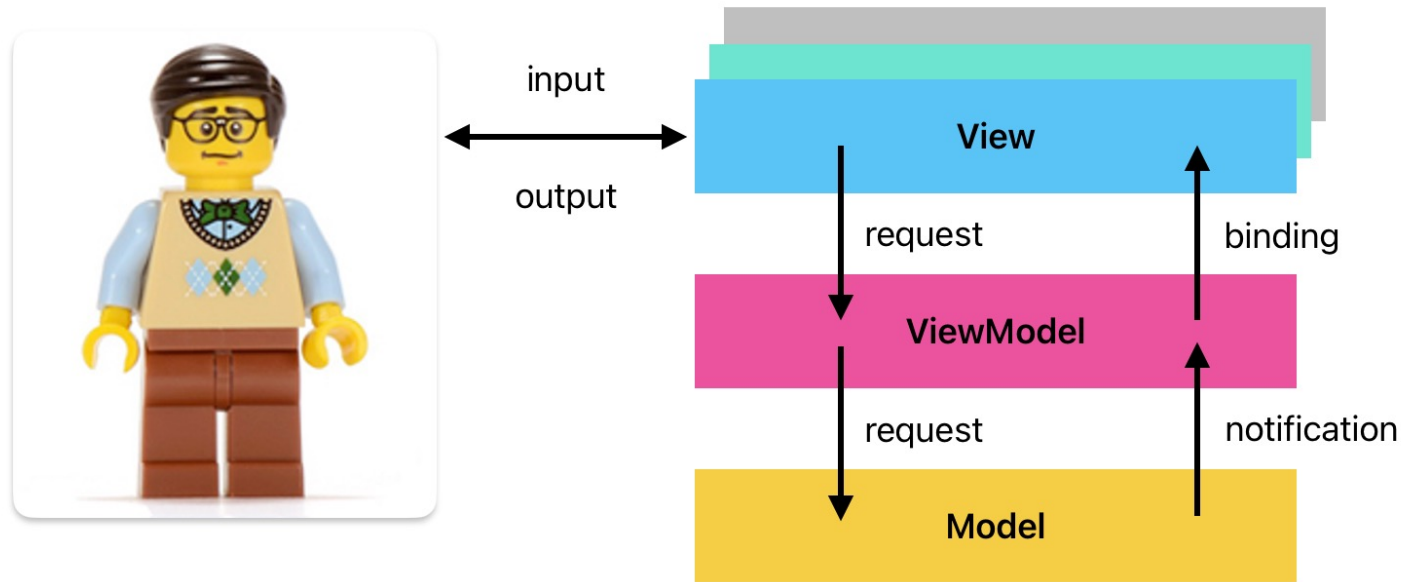 input
output
View
request
binding
ViewModel
request
notification
Model